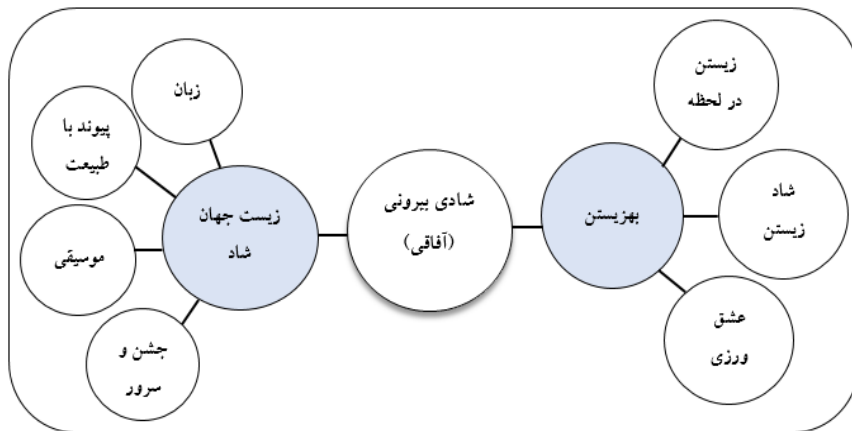 زیستن
در لحظه
شاد
زیستن
عشق
ورزی
بهزیستن
شادی بیرونی
(آفاقی)
زیست جهان
شاد
زبان
پیوند با
طبیعت
موسیقی
جشن و
سرور